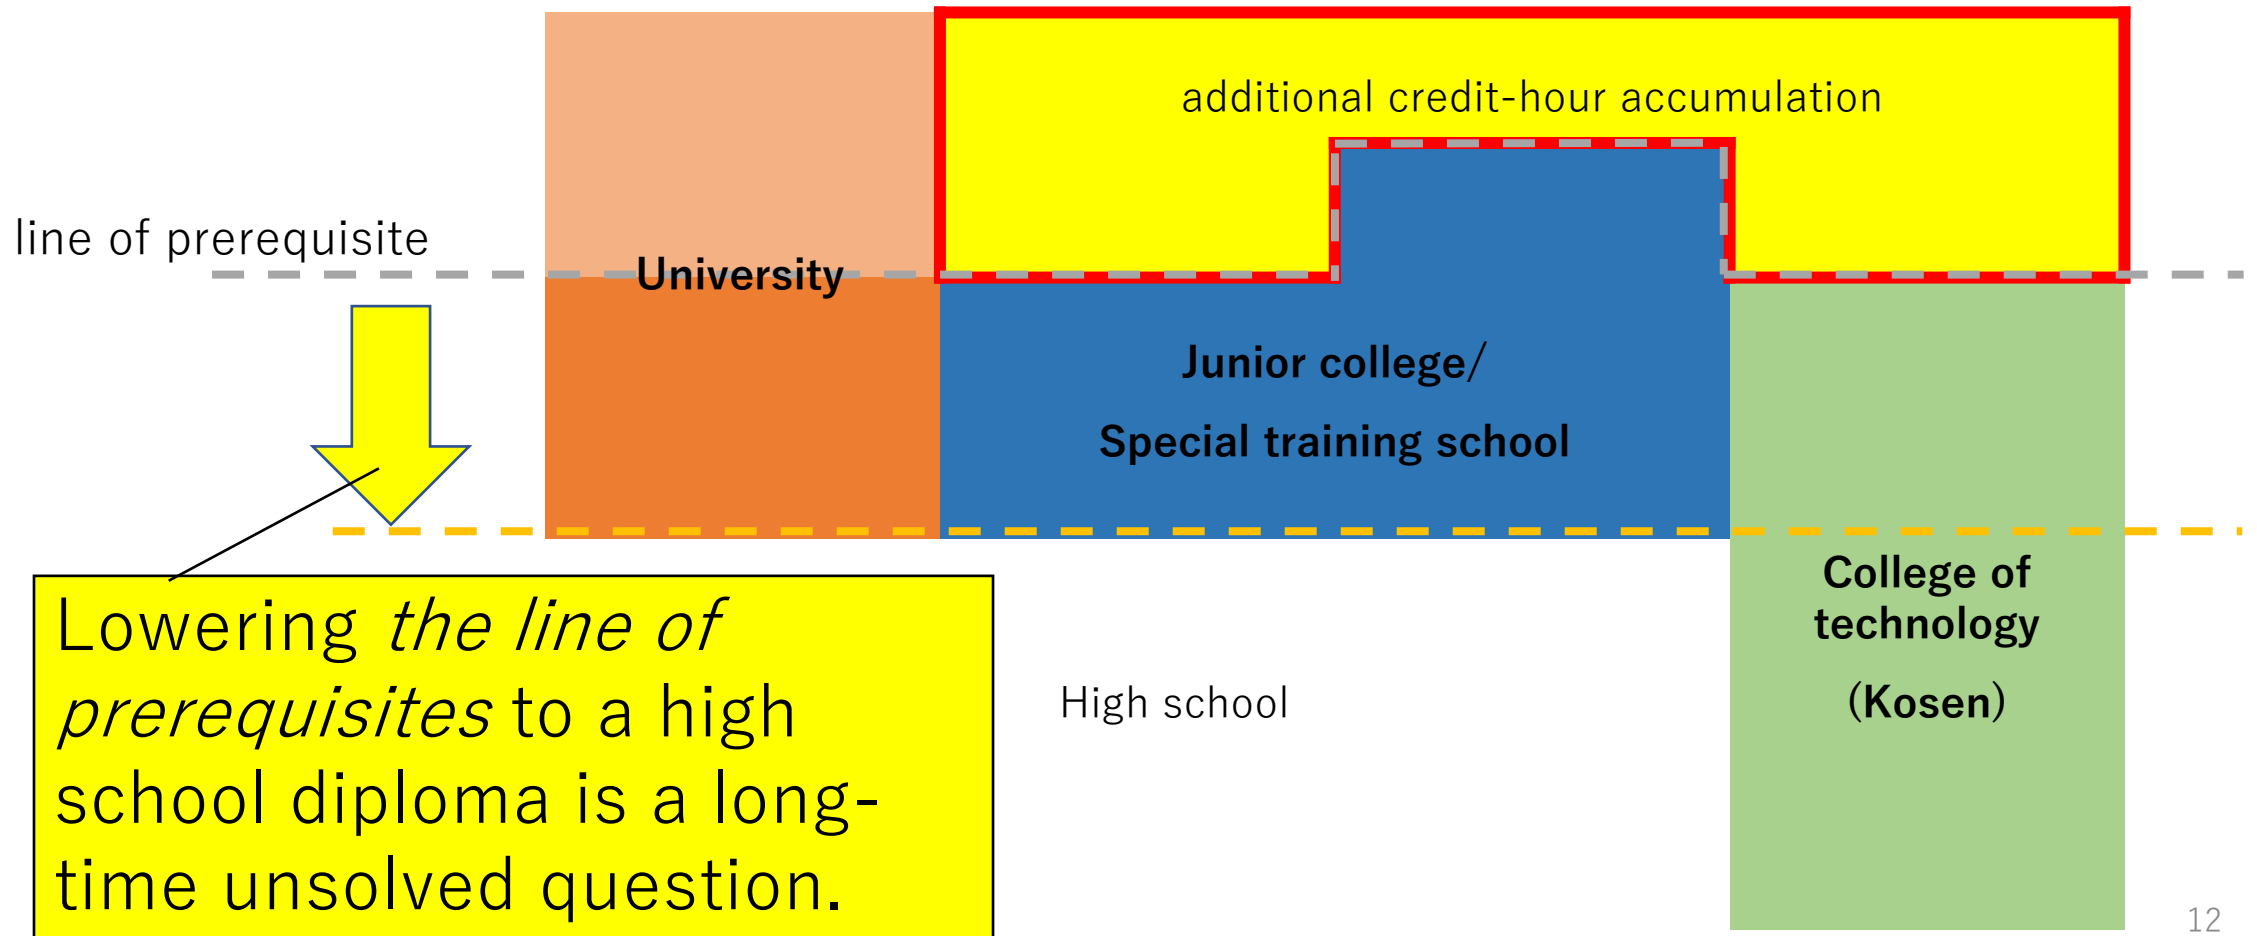 additional credit-hour accumulation
line of prerequisite
University
Junior college/
Special training school
Lowering the line of
prerequisites to a high
school diploma is a long-
time unsolved question.
High school
College of
technology
(Kosen)
12